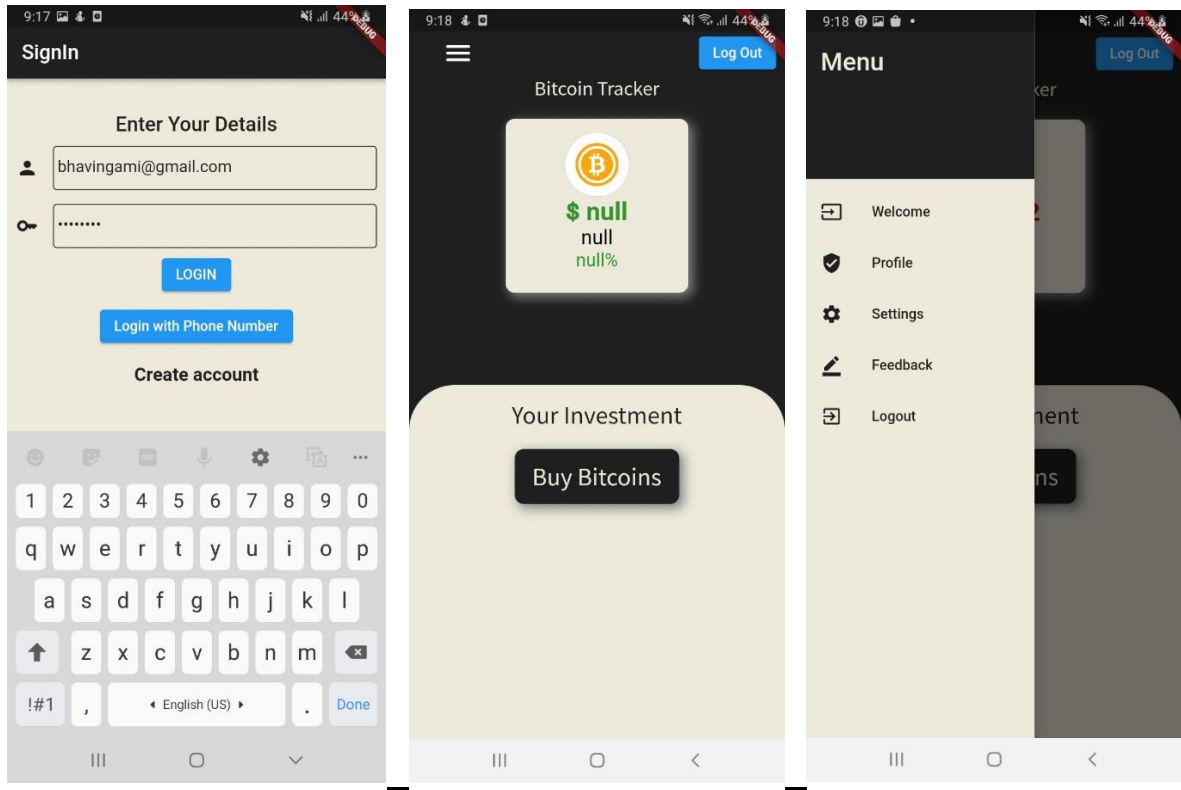 9:17
44%
DEBUG
SignIn
Enter Your Details
bhavingami@gmail.com
••••••••
LOGIN
Login with Phone Number
Create account
GIF
1 2 3 4 5 6 7 8 9 0
q w e r t y u i o p
a s d f g h j k l
z x c v b n m
!#1 , English (US) . Done
9:18
44%
DEBUG
Log Out
Bitcoin Tracker
$ null
null
null%
Your Investment
Buy Bitcoins
9:18
44%
DEBUG
Log Out
Menu
ker
Welcome
Profile
Settings
Feedback
Logout
nent
ns